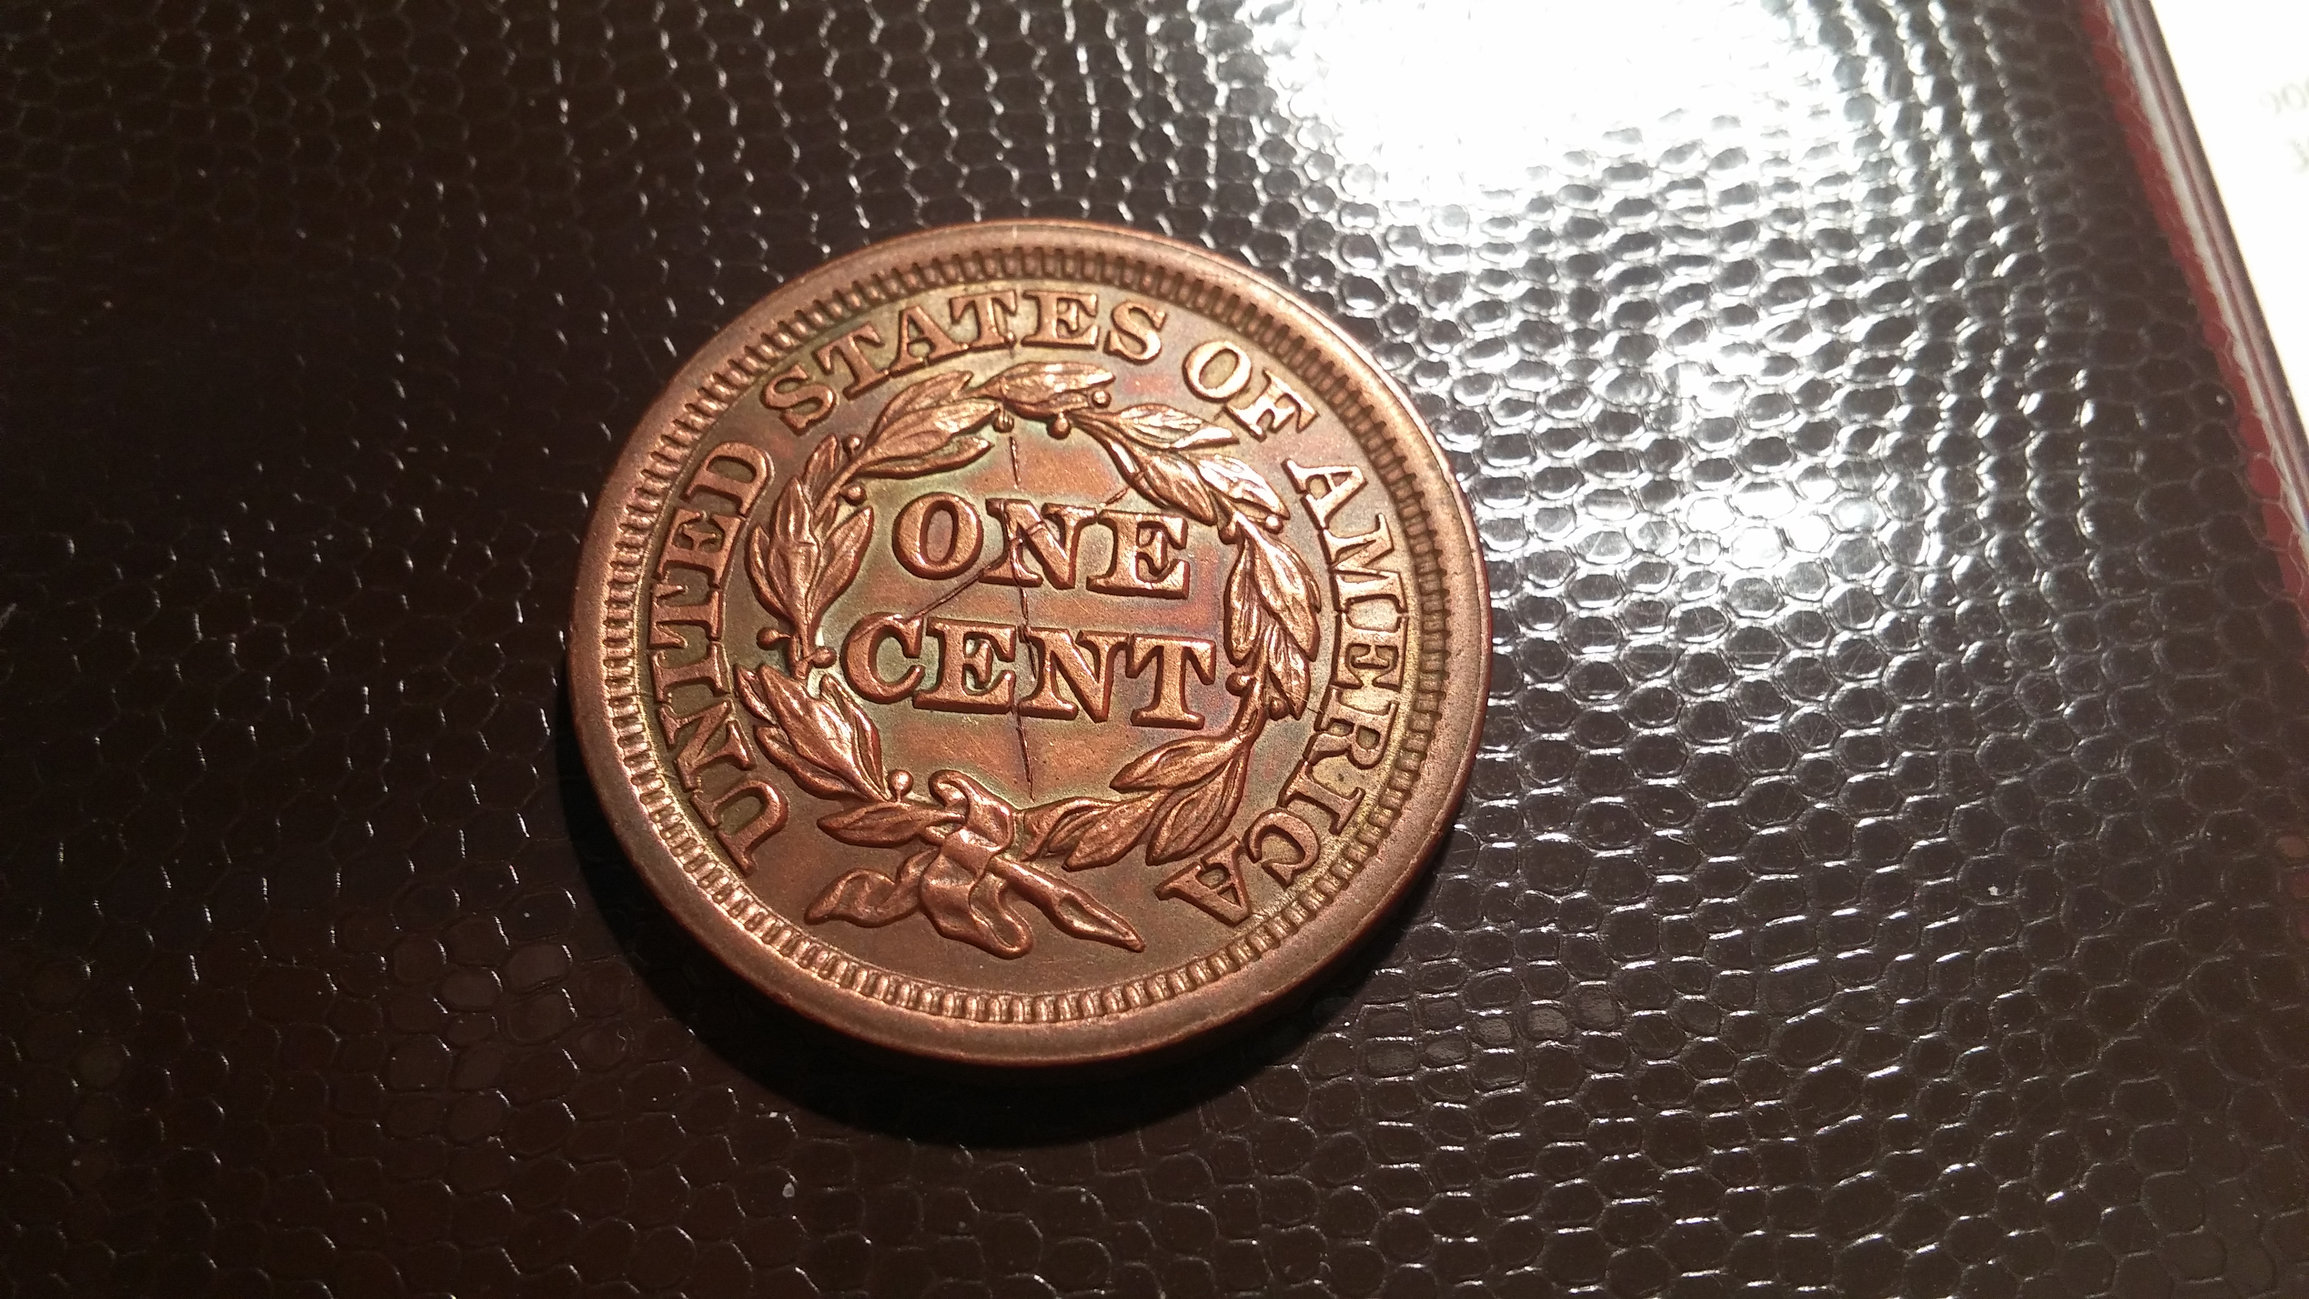 UNITED STATES OF AMERICA
ONE
CENT